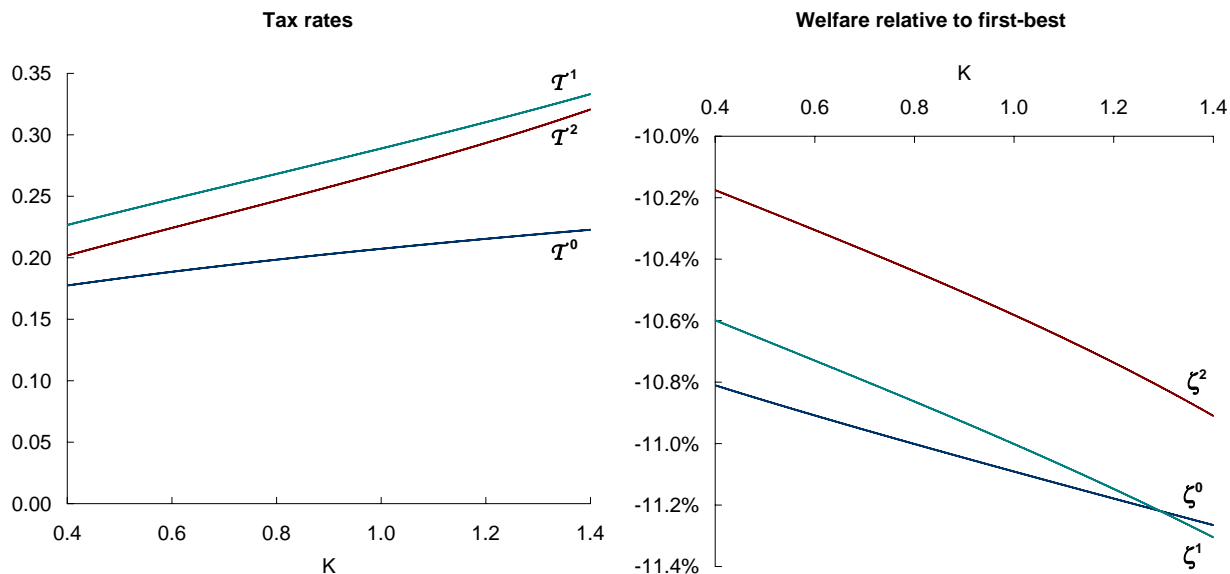 Tax rates
0.35
0.30
0.25
0.20
0.15
0.10
0.05
0.00
0.4 0.6 0.8 1.0 1.2 1.4
K
𝒯¹
𝒯²
𝒯⁰
Welfare relative to first-best
K
0.4 0.6 0.8 1.0 1.2 1.4
-10.0%
-10.2%
-10.4%
-10.6%
-10.8%
-11.0%
-11.2%
-11.4%
ζ²
ζ⁰
ζ¹